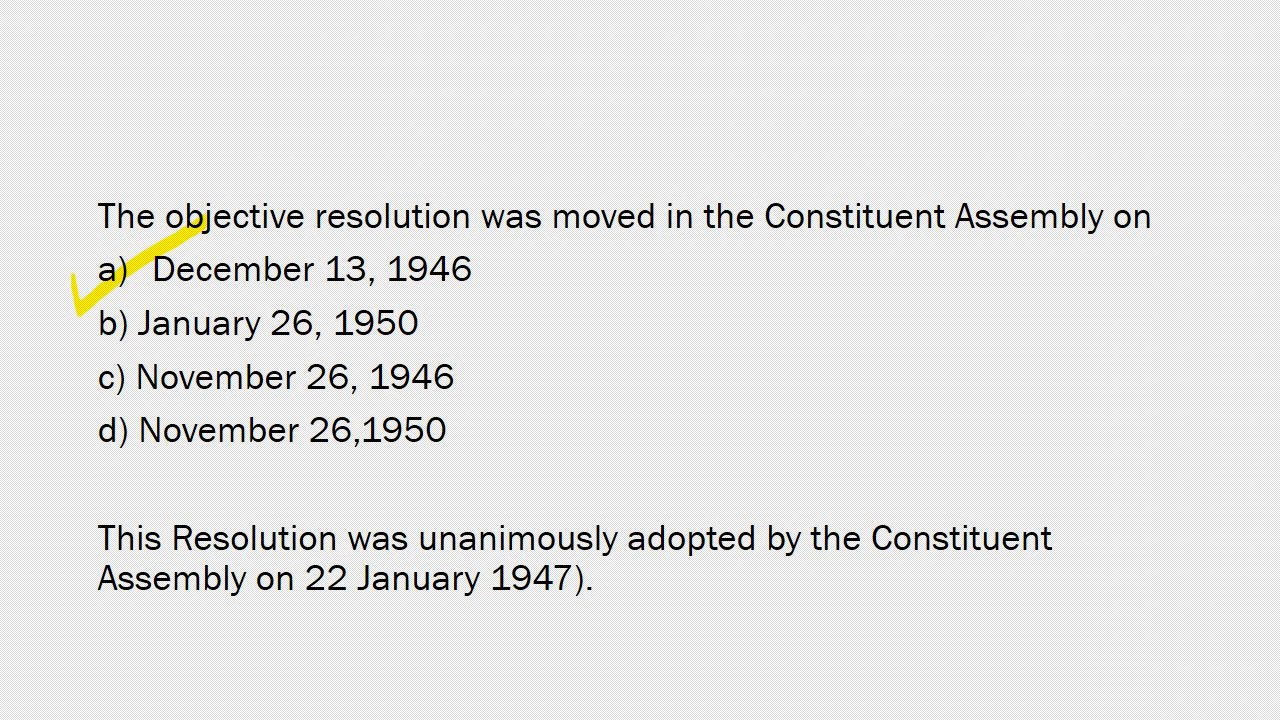 The objective resolution was moved in the Constituent Assembly on
a) December 13, 1946
b) January 26, 1950
c) November 26, 1946
d) November 26,1950
This Resolution was unanimously adopted by the Constituent
Assembly on 22 January 1947).